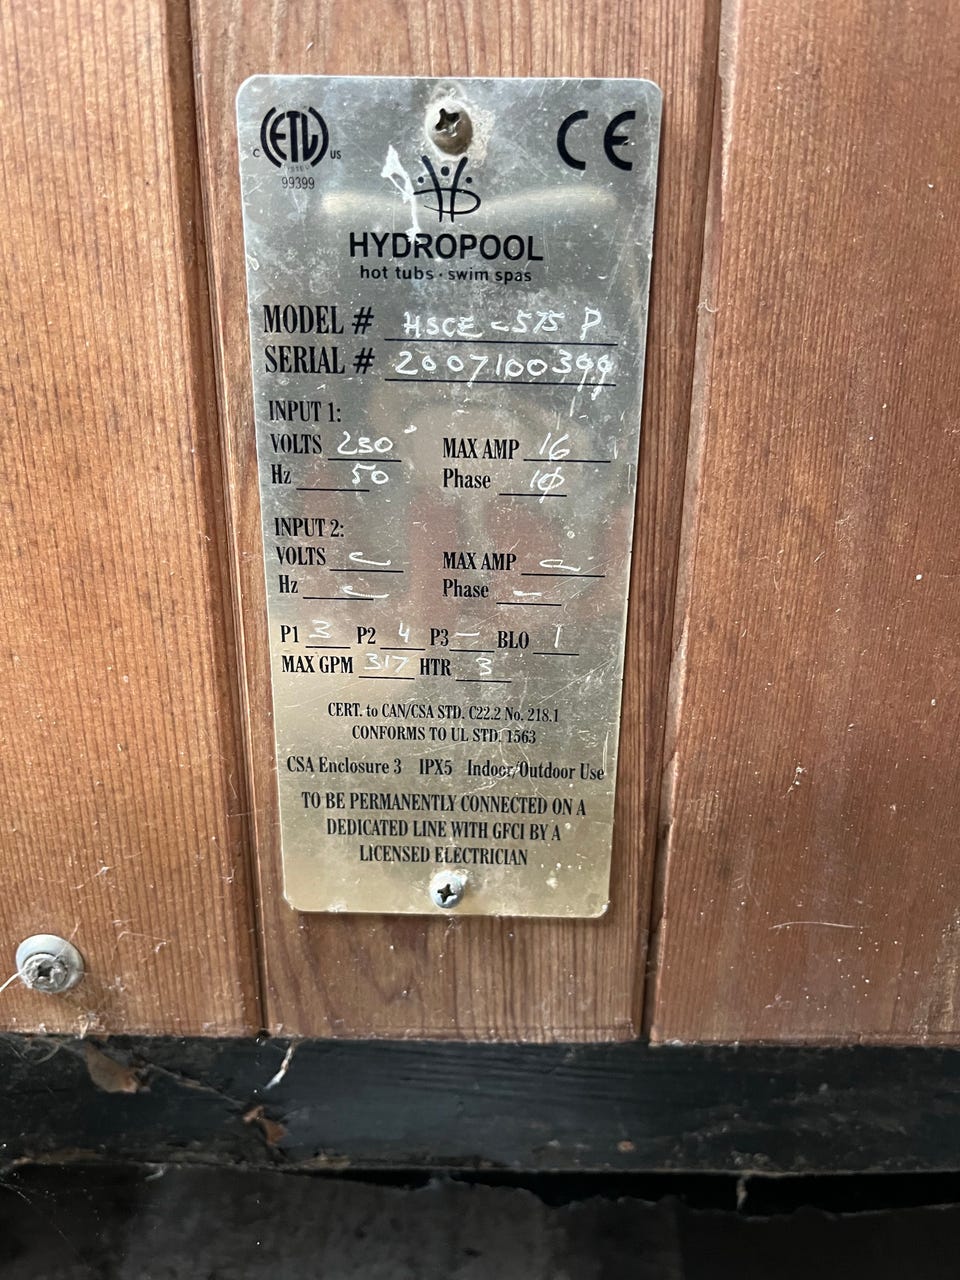 C ETL US CE
99399
HYDROPOOL
hot tubs · swim spas
MODEL # HSCE-575 P
SERIAL # 2007100399
INPUT 1:
VOLTS 230 MAX AMP 16
Hz 50 Phase 1ϕ
INPUT 2:
VOLTS - MAX AMP -
Hz - Phase -
P1 3 P2 4 P3 - BLO 1
MAX GPM 317 HTR 3
CERT. to CAN/CSA STD. C22.2 No. 218.1
CONFORMS TO UL STD. 1563
CSA Enclosure 3 IPX5 Indoor/Outdoor Use
TO BE PERMANENTLY CONNECTED ON A
DEDICATED LINE WITH GFCI BY A
LICENSED ELECTRICIAN